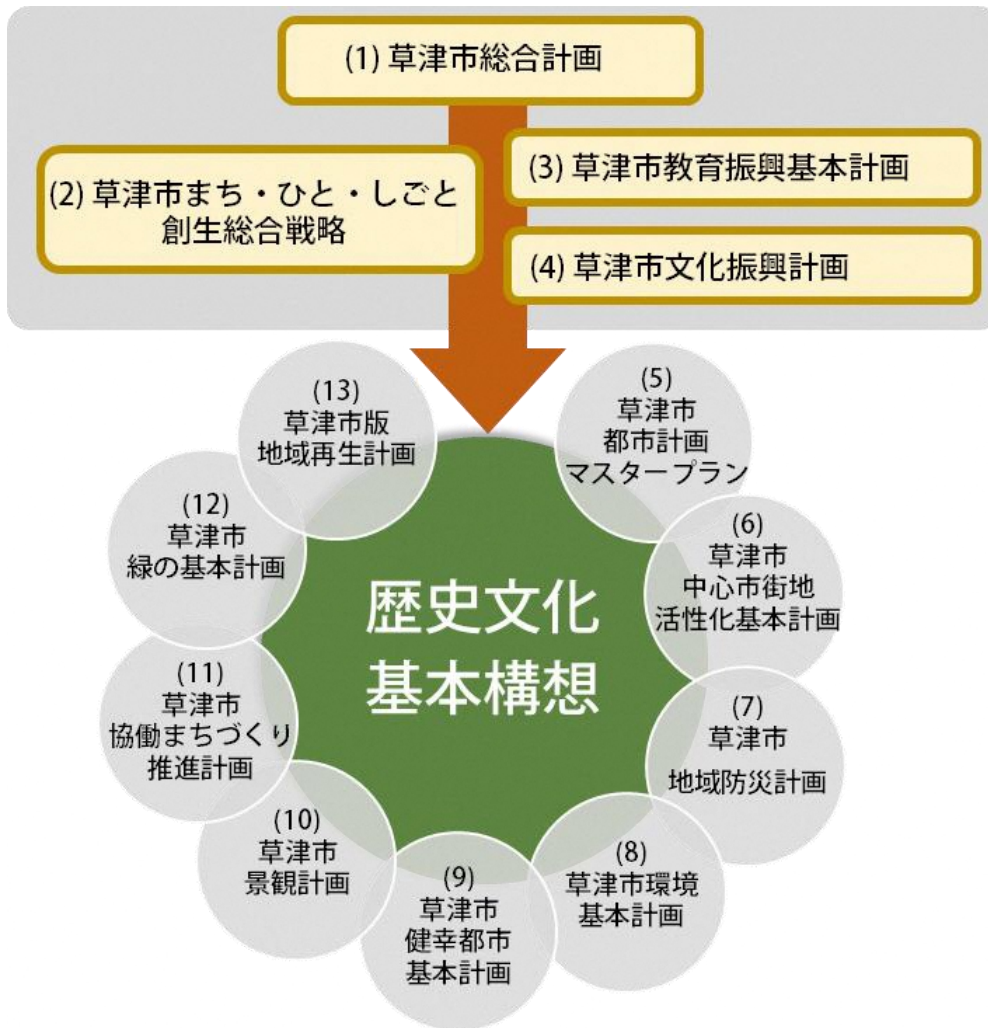 (1) 草津市総合計画
(2) 草津市まち・ひと・しごと
創生総合戦略
(3) 草津市教育振興基本計画
(4) 草津市文化振興計画
歴史文化
基本構想
(5)
草津市
都市計画
マスタープラン
(6)
草津市
中心市街地
活性化基本計画
(7)
草津市
地域防災計画
(8)
草津市環境
基本計画
(9)
草津市
健幸都市
基本計画
(10)
草津市
景観計画
(11)
草津市
協働まちづくり
推進計画
(12)
草津市
緑の基本計画
(13)
草津市版
地域再生計画